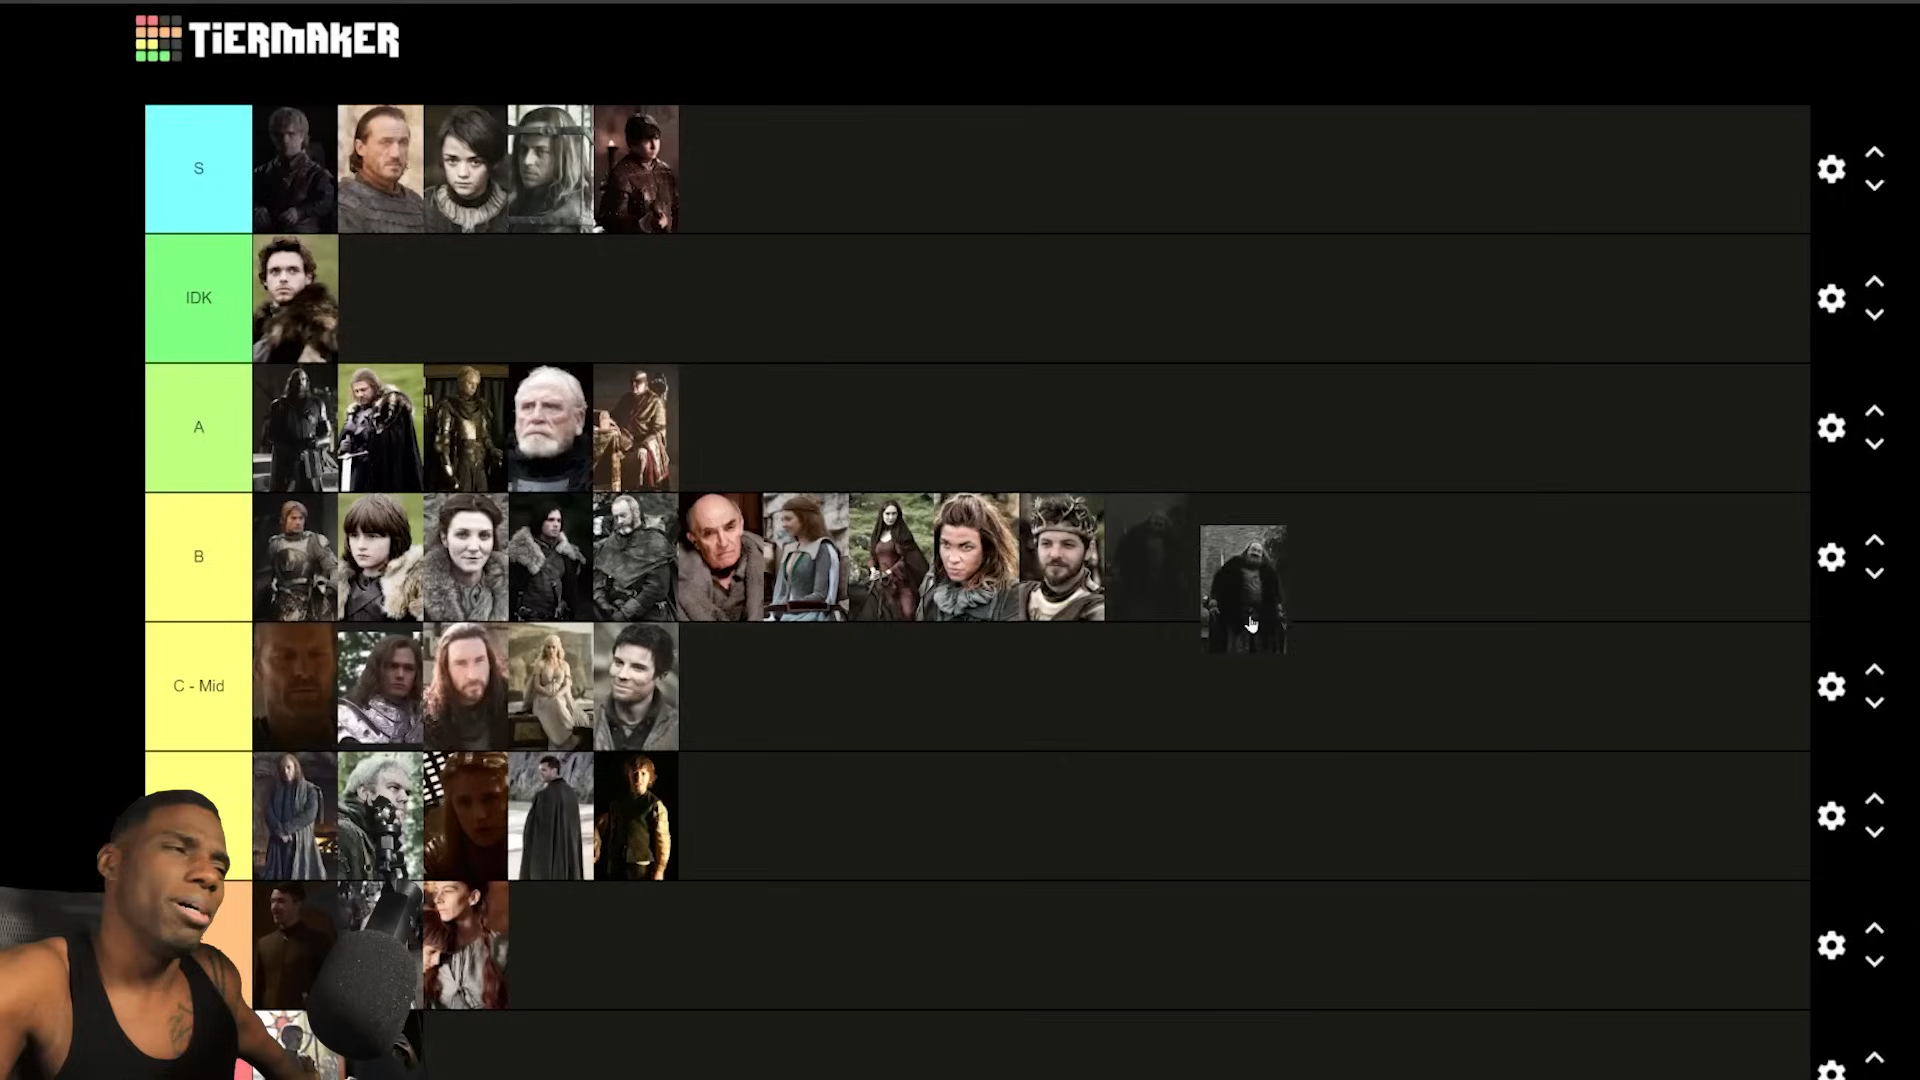 TiERMAKER
S
IDK
A
B
C - Mid